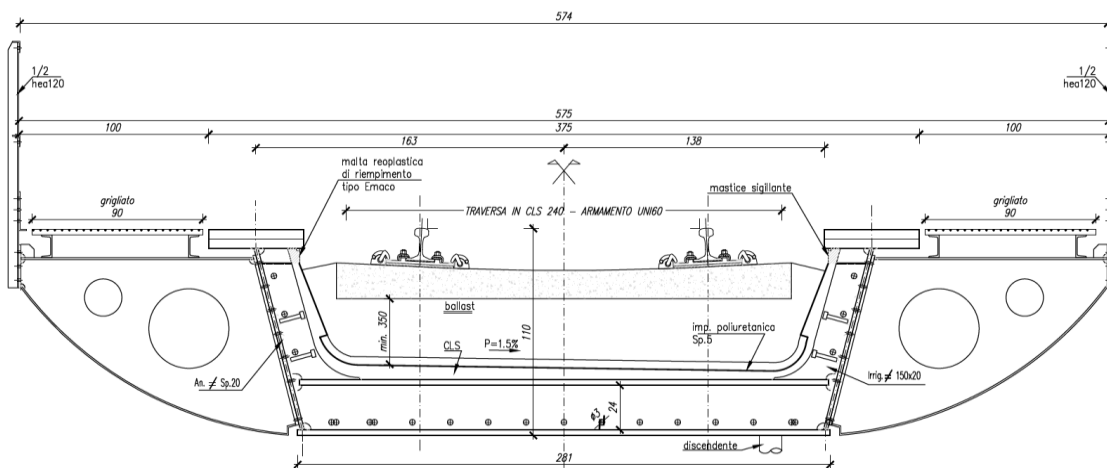 574
1/2
hea120
1/2
hea120
575
100
375
100
163
138
malta reoplastica
di riempimento
tipo Emaco
mastice sigillante
grigliato
90
TRAVERSA IN CLS 240 - ARMAMENTO UNI60
grigliato
90
ballast
min. 350
110
imp. poliuretanica
Sp.5
CLS
P=1.5%
An. ≠ Sp.20
Irrig. ≠ 150x20
24
discendente
281